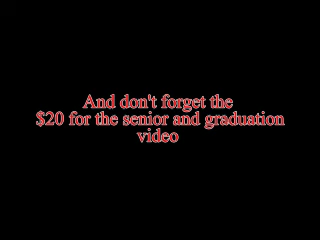 And don't forget the
$20 for the senior and graduation
video